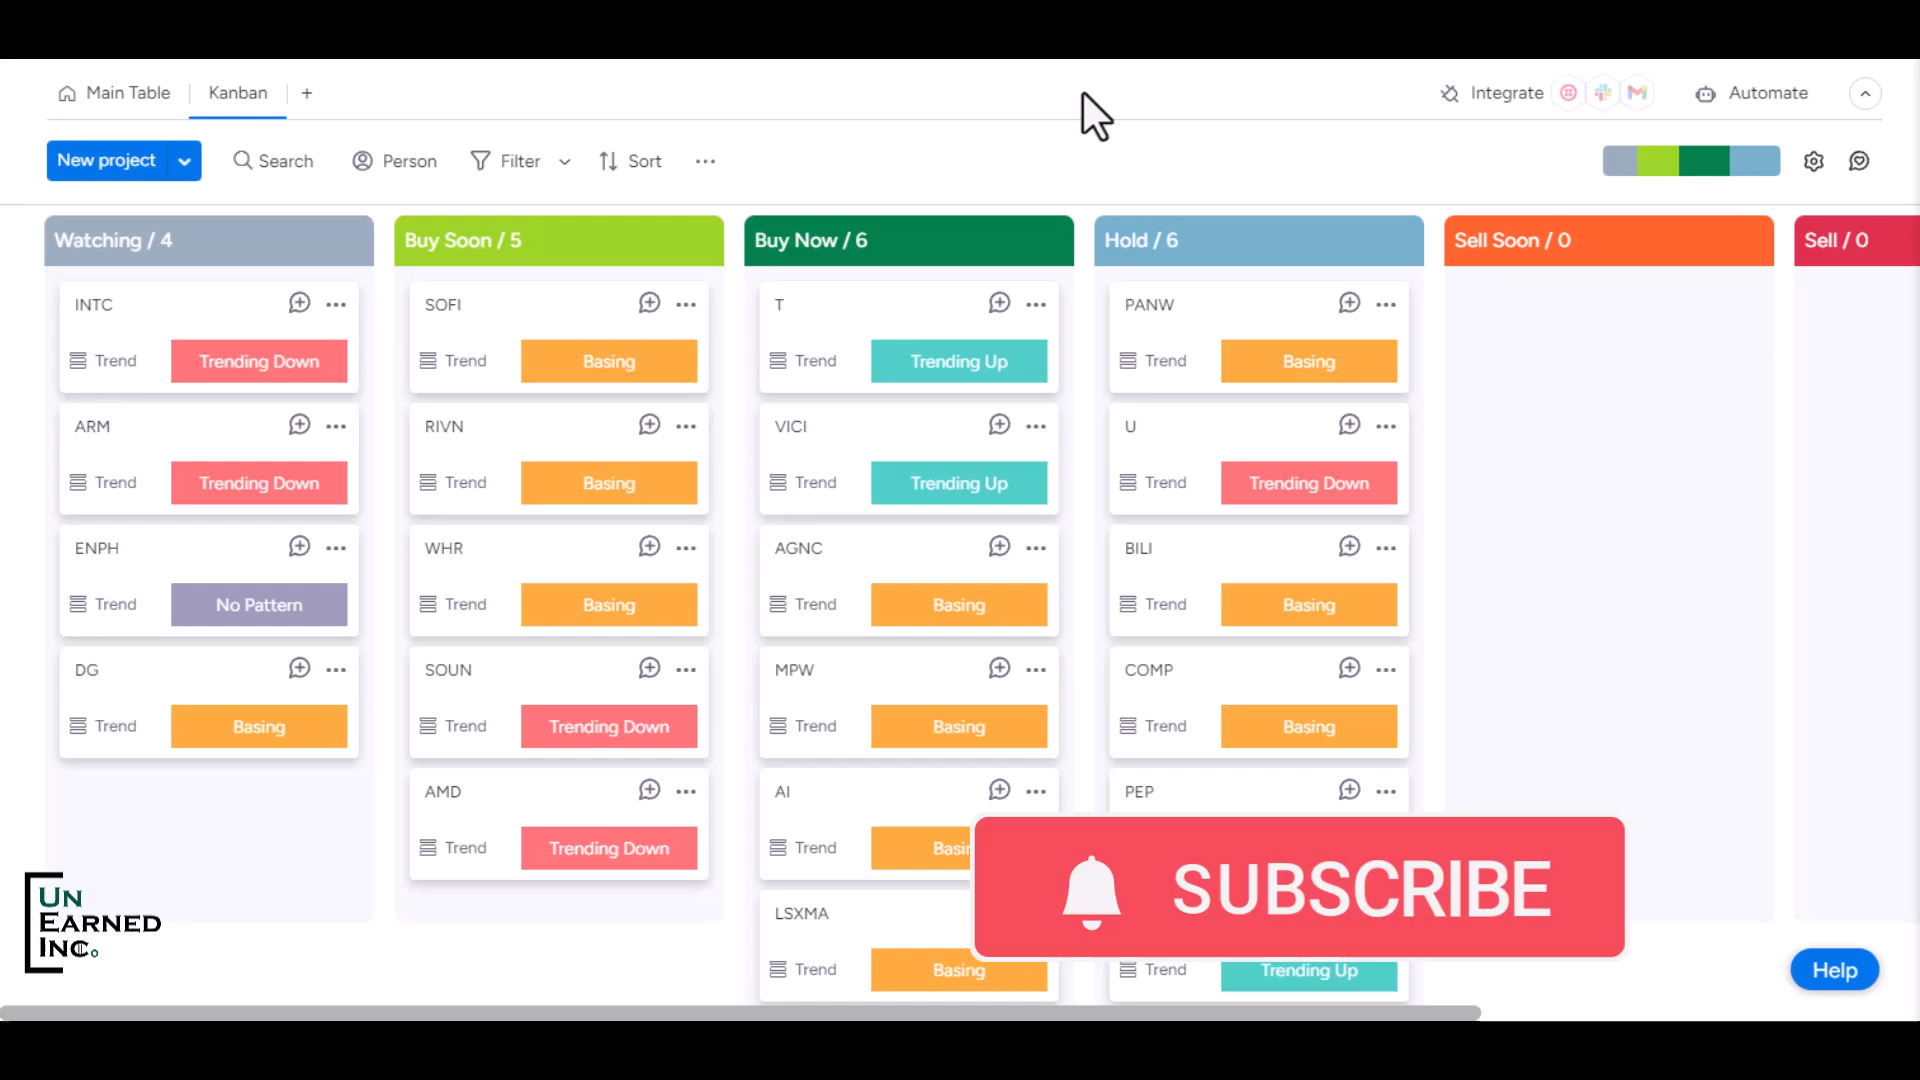 Main Table
Kanban
+
Integrate
Automate
New project
Search
Person
Filter
Sort
Watching / 4
INTC
Trend
Trending Down
ARM
Trend
Trending Down
ENPH
Trend
No Pattern
DG
Trend
Basing
Buy Soon / 5
SOFI
Trend
Basing
RIVN
Trend
Basing
WHR
Trend
Basing
SOUN
Trend
Trending Down
AMD
Trend
Trending Down
Buy Now / 6
T
Trend
Trending Up
VICI
Trend
Trending Up
AGNC
Trend
Basing
MPW
Trend
Basing
AI
Trend
LSXMA
Trend
Basing
Hold / 6
PANW
Trend
Basing
U
Trend
Trending Down
BILI
Trend
Basing
COMP
Trend
Basing
PEP
Trend
Trending Up
Sell Soon / 0
Sell / 0
SUBSCRIBE
UN
EARNED
INC.
Help